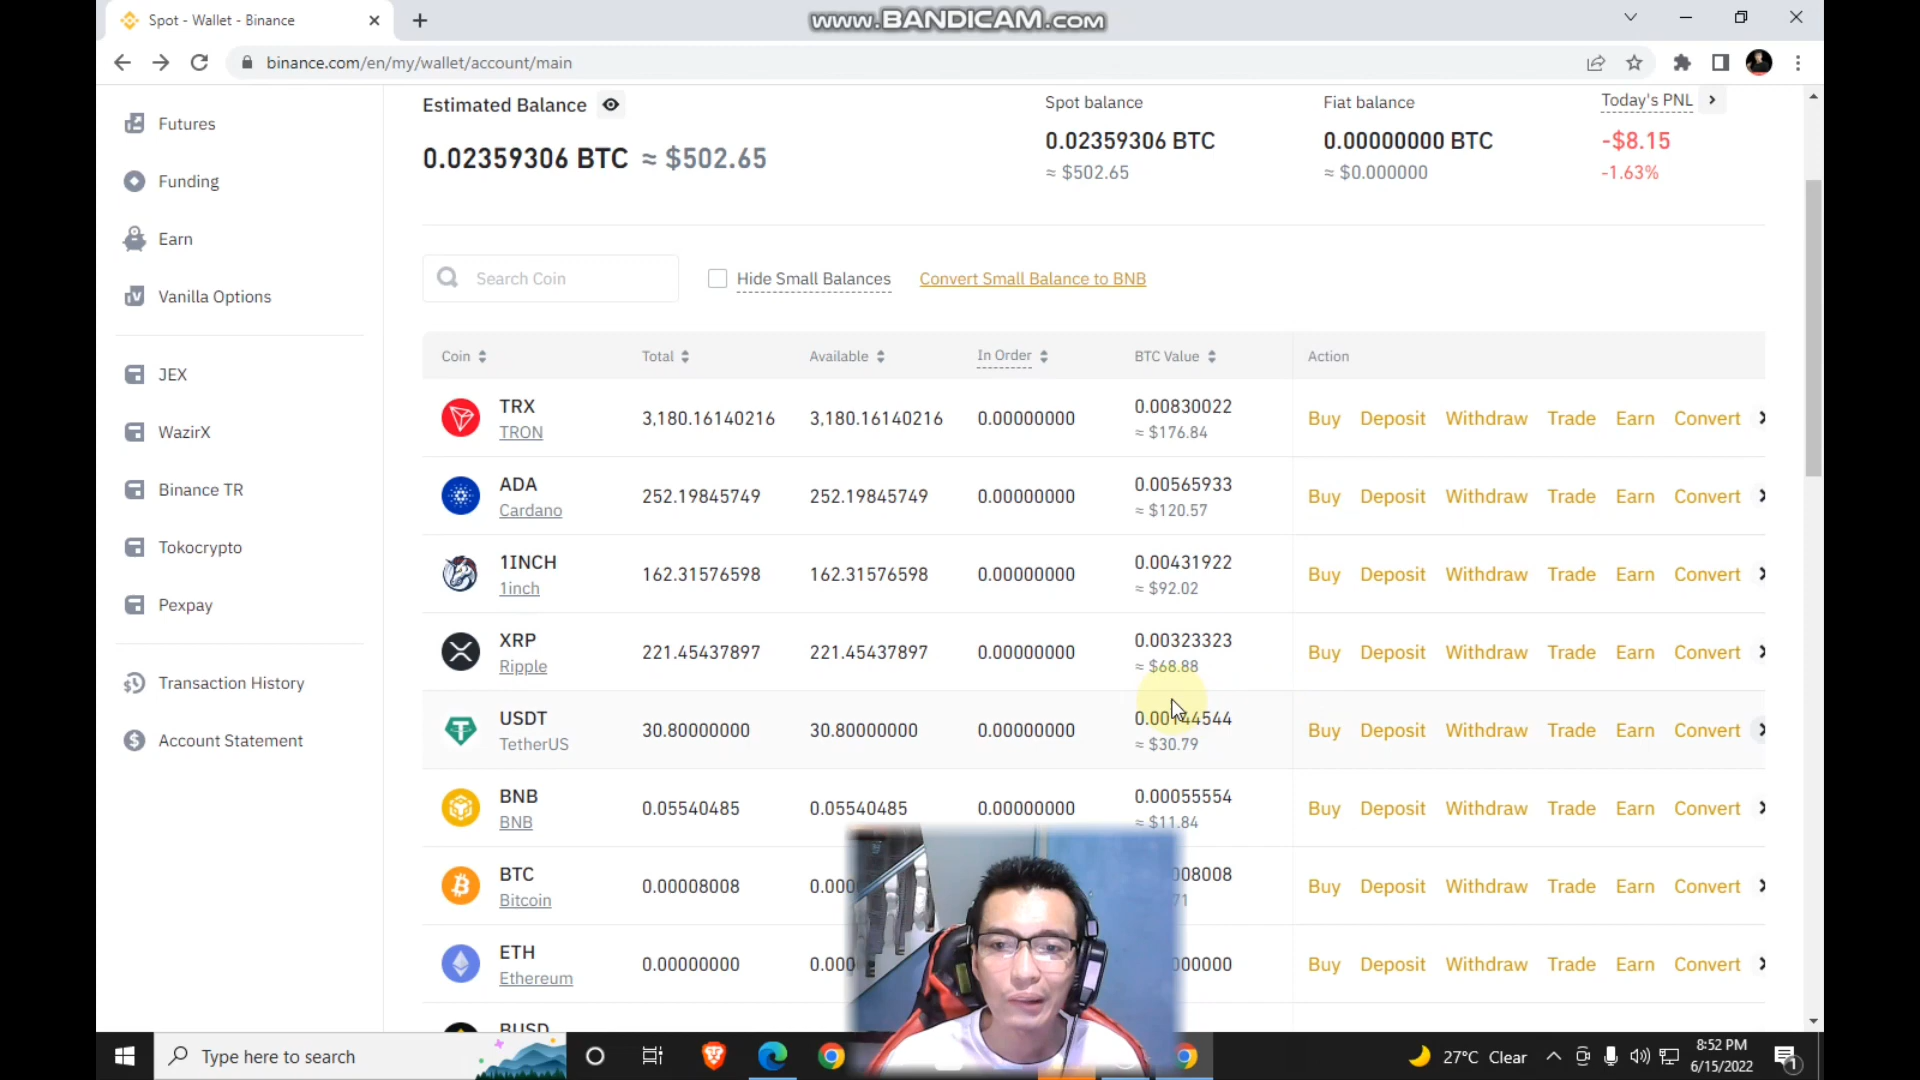 Spot - Wallet - Binance
www.BANDICAM.com
binance.com/en/my/wallet/account/main
Futures
Funding
Earn
Vanilla Options
JEX
WazirX
Binance TR
Tokocrypto
Pexpay
Transaction History
Account Statement
Estimated Balance
0.02359306 BTC ≈ $502.65
Spot balance
0.02359306 BTC
≈ $502.65
Fiat balance
0.00000000 BTC
≈ $0.000000
Today's PNL
-$8.15
-1.63%
Search Coin
Hide Small Balances
Convert Small Balance to BNB
Coin Total Available In Order BTC Value Action
TRX
TRON
3,180.16140216 3,180.16140216 0.00000000
0.00830022
≈ $176.84
Buy Deposit Withdraw Trade Earn Convert
ADA
Cardano
252.19845749 252.19845749 0.00000000
0.00565933
≈ $120.57
Buy Deposit Withdraw Trade Earn Convert
1INCH
1inch
162.31576598 162.31576598 0.00000000
0.00431922
≈ $92.02
Buy Deposit Withdraw Trade Earn Convert
XRP
Ripple
221.45437897 221.45437897 0.00000000
0.00323323
≈ $68.88
Buy Deposit Withdraw Trade Earn Convert
USDT
TetherUS
30.80000000 30.80000000 0.00000000
0.00144544
≈ $30.79
Buy Deposit Withdraw Trade Earn Convert
BNB
BNB
0.05540485 0.05540485 0.00000000
0.00055554
≈ $11.84
Buy Deposit Withdraw Trade Earn Convert
BTC
Bitcoin
0.00008008
Buy Deposit Withdraw Trade Earn Convert
ETH
Ethereum
0.00000000
Buy Deposit Withdraw Trade Earn Convert
BUSD
Type here to search
27°C Clear
8:52 PM
6/15/2022
1